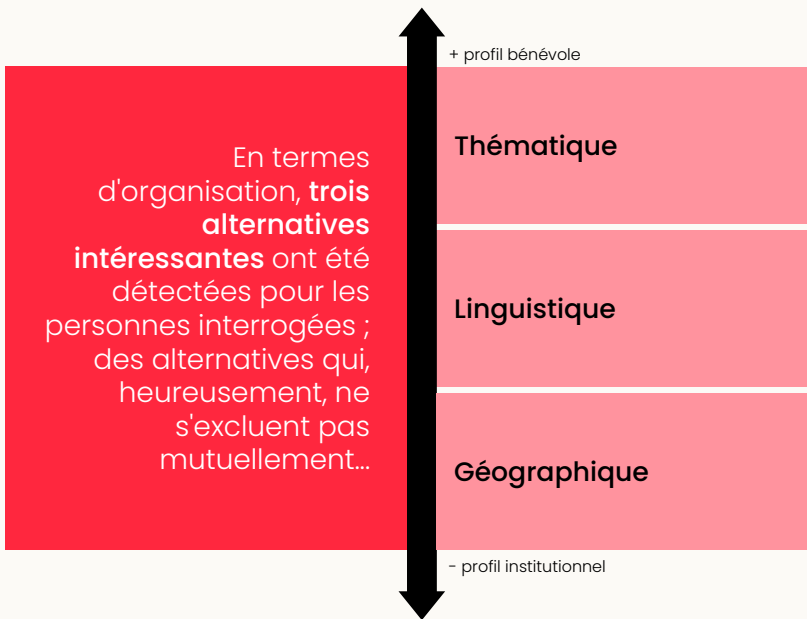 + profil bénévole
En termes
d'organisation, trois
alternatives
intéressantes ont été
détectées pour les
personnes interrogées ;
des alternatives qui,
heureusement, ne
s'excluent pas
mutuellement...
Thématique
Linguistique
Géographique
- profil institutionnel